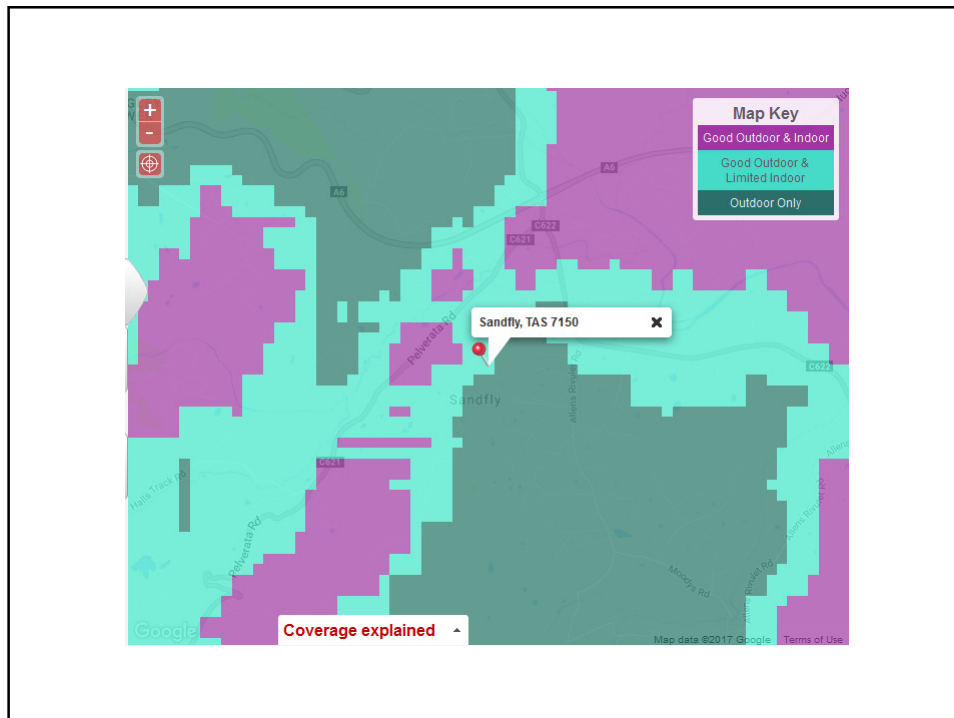 +
-
Map Key
Good Outdoor & Indoor
Good Outdoor &
Limited Indoor
Outdoor Only
A6
A6
C622
C621
Sandfly, TAS 7150
Pelverata Rd
Sandfly
Allens Rivulet Rd
C622
C621
Halls Track Rd
Pelverata Rd
Allens Rivulet Rd
Moodys Rd
Allens Rivulet Rd
Google
Coverage explained
Map data ©2017 Google
Terms of Use